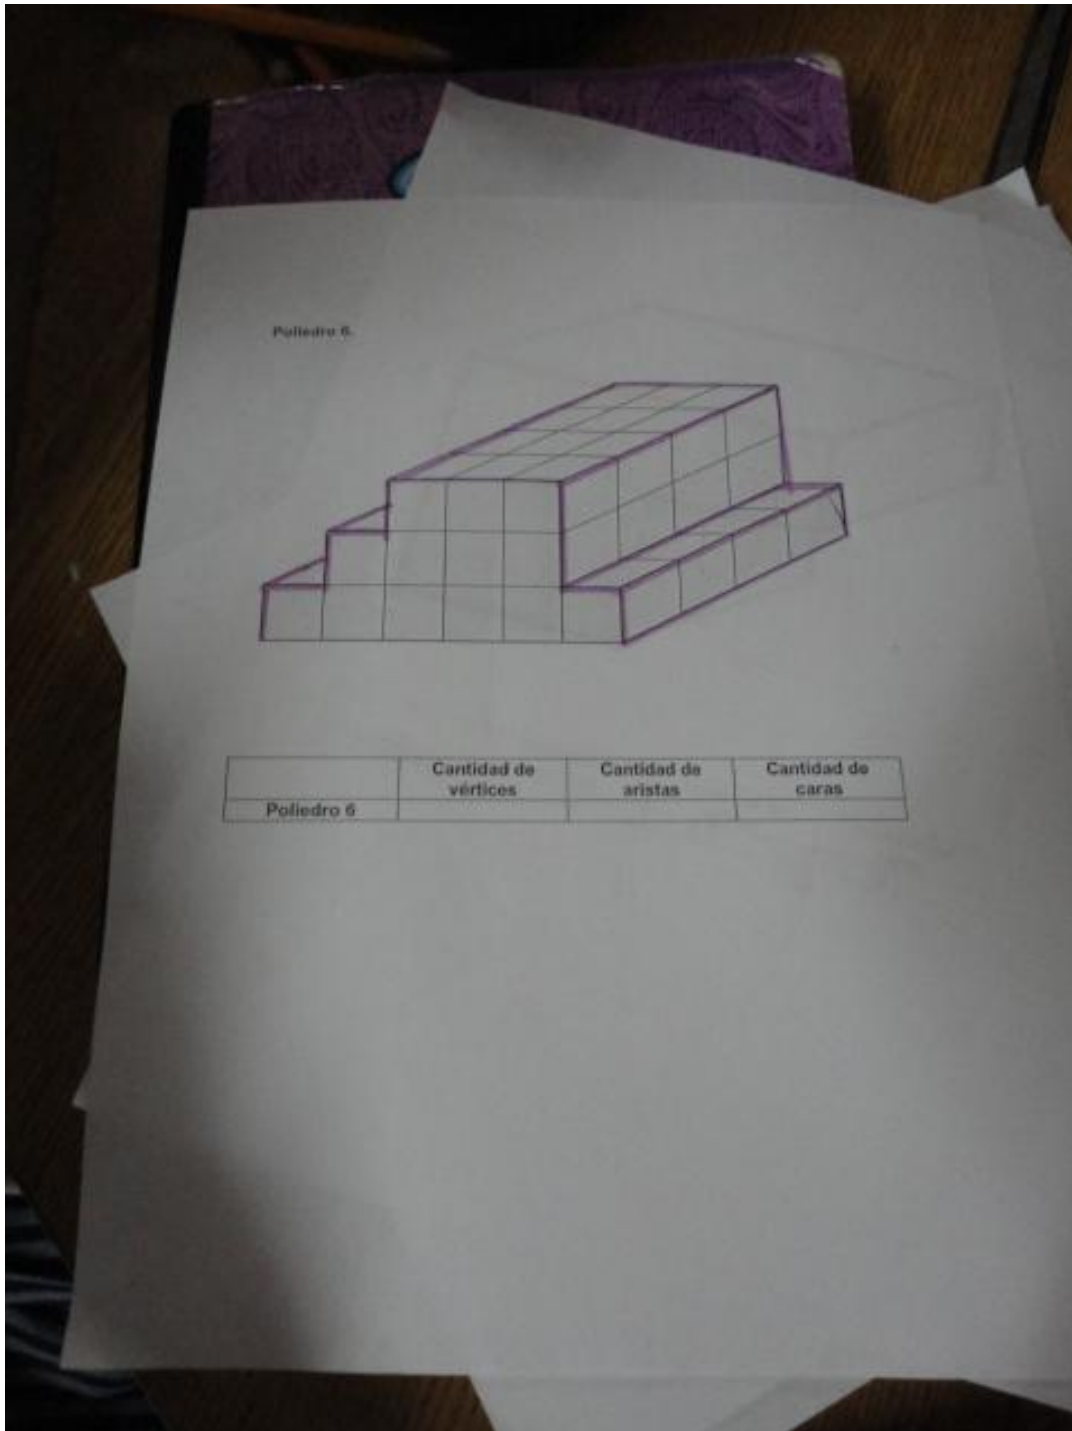 Poliedro 6.
Cantidad de vértices
Cantidad de aristas
Cantidad de caras
Poliedro 6